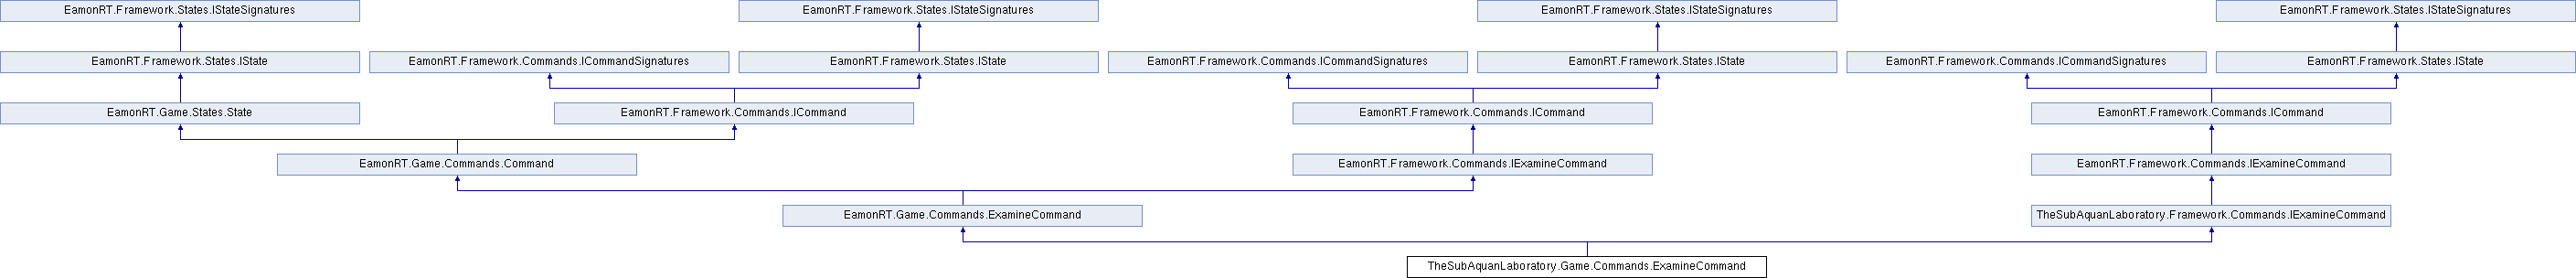 EamonRT.Framework.States.IStateSignatures
EamonRT.Framework.States.IStateSignatures
EamonRT.Framework.States.IStateSignatures
EamonRT.Framework.States.IStateSignatures
EamonRT.Framework.States.IState
EamonRT.Framework.Commands.ICommandSignatures
EamonRT.Framework.States.IState
EamonRT.Framework.Commands.ICommandSignatures
EamonRT.Framework.States.IState
EamonRT.Framework.Commands.ICommandSignatures
EamonRT.Framework.States.IState
EamonRT.Game.States.State
EamonRT.Framework.Commands.ICommand
EamonRT.Framework.Commands.ICommand
EamonRT.Framework.Commands.ICommand
EamonRT.Game.Commands.Command
EamonRT.Framework.Commands.IExamineCommand
EamonRT.Framework.Commands.IExamineCommand
EamonRT.Game.Commands.ExamineCommand
TheSubAquanLaboratory.Framework.Commands.IExamineCommand
TheSubAquanLaboratory.Game.Commands.ExamineCommand